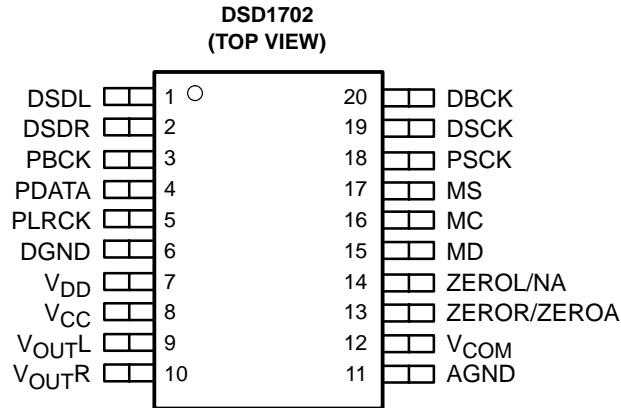 DSD1702
(TOP VIEW)
DSDL 1 20 DBCK
DSDR 2 19 DSCK
PBCK 3 18 PSCK
PDATA 4 17 MS
PLRCK 5 16 MC
DGND 6 15 MD
VDD 7 14 ZEROL/NA
VCC 8 13 ZEROR/ZEROA
VOUTL 9 12 VCOM
VOUTR 10 11 AGND